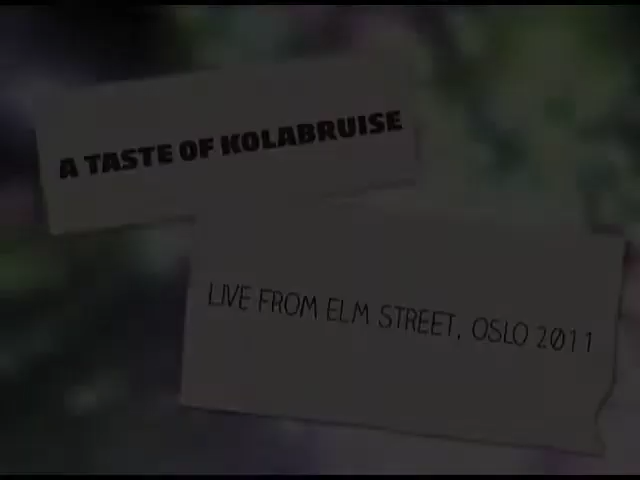 A TASTE OF KOLABRUISE
LIVE FROM ELM STREET, OSLO 2011